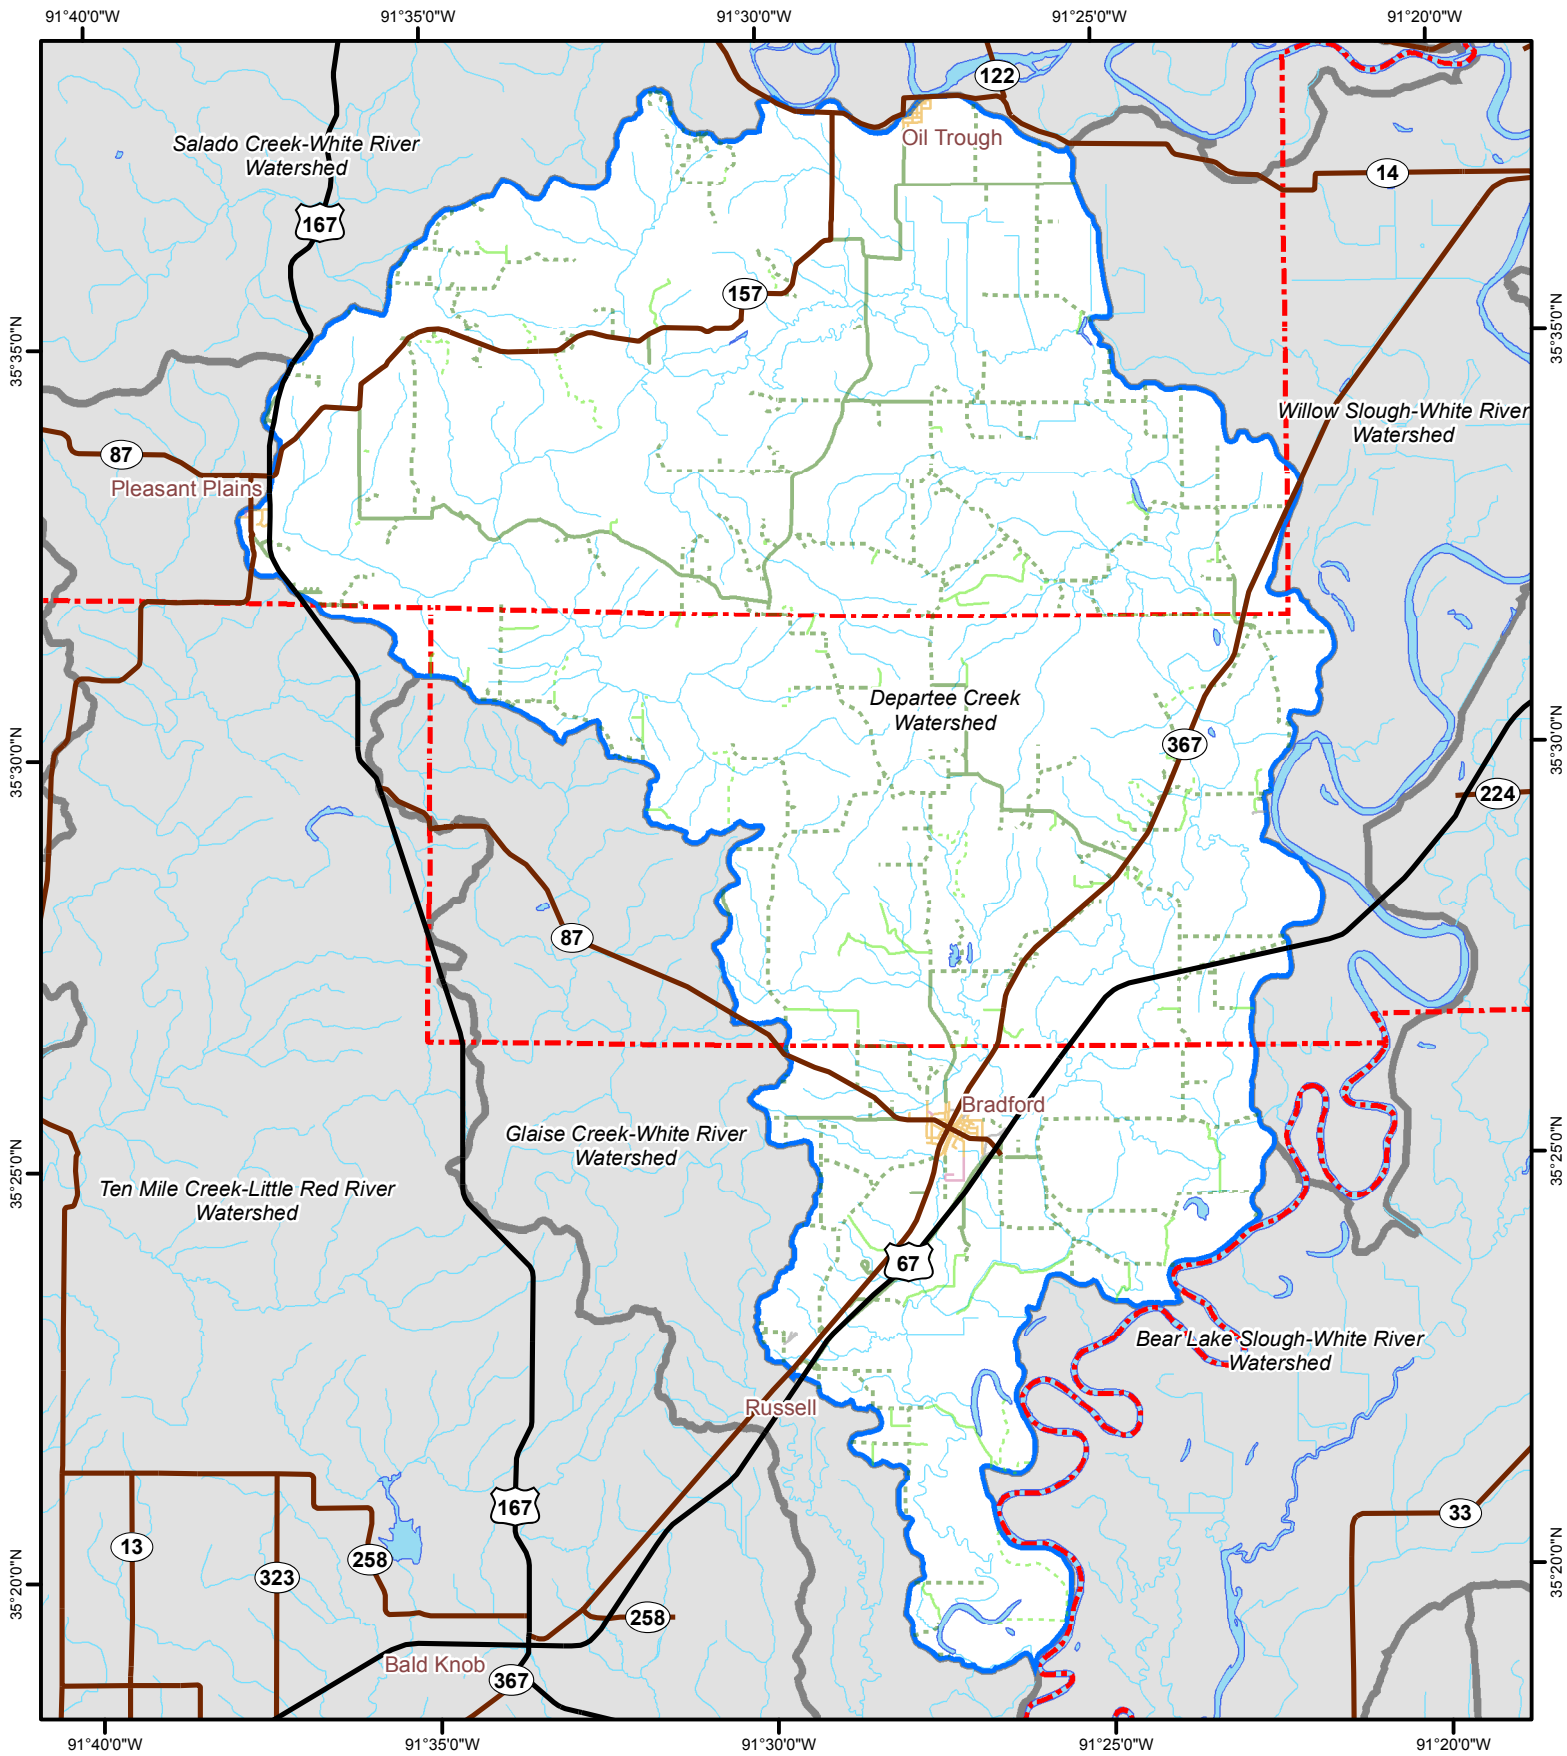 91°40'0"W
91°35'0"W
91°30'0"W
91°25'0"W
91°20'0"W
122
Oil Trough
Salado Creek-White River
Watershed
14
167
157
35°35'0"N
35°35'0"N
Willow Slough-White River
Watershed
87
Pleasant Plains
Departee Creek
Watershed
367
35°30'0"N
35°30'0"N
224
87
Bradford
Glaise Creek-White River
Watershed
35°25'0"N
35°25'0"N
Ten Mile Creek-Little Red River
Watershed
67
Bear Lake Slough-White River
Watershed
Russell
167
33
13
258
323
35°20'0"N
35°20'0"N
258
Bald Knob
367
91°40'0"W
91°35'0"W
91°30'0"W
91°25'0"W
91°20'0"W